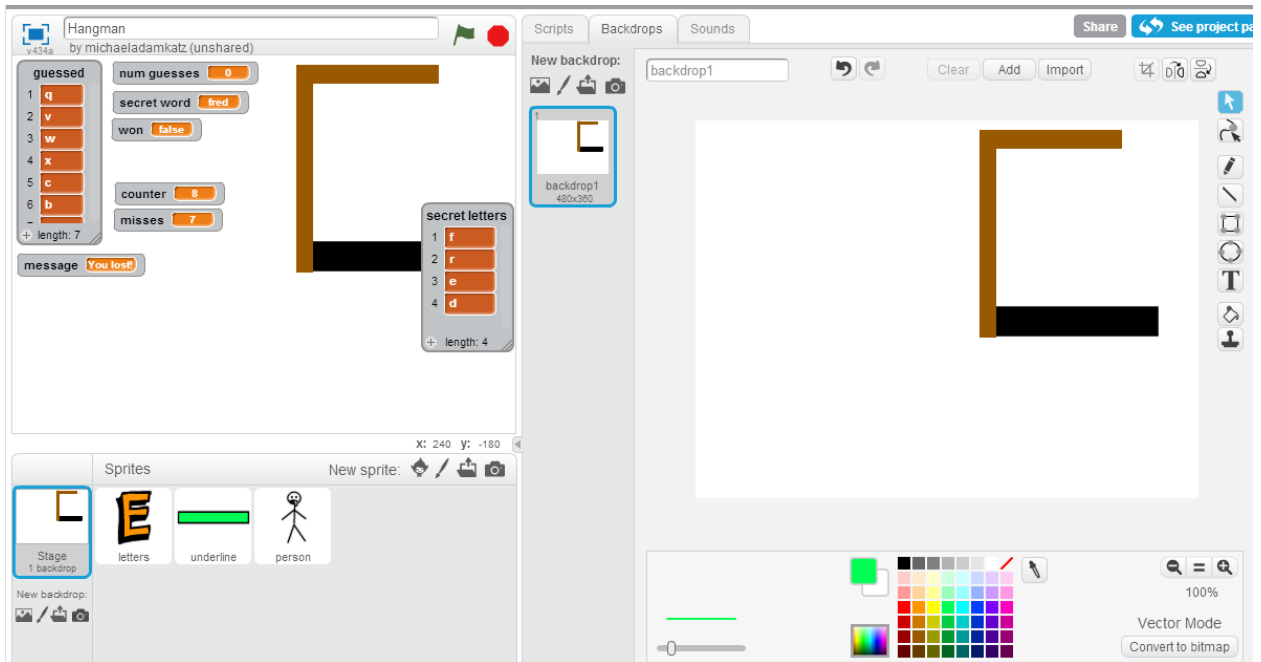 Hangman
by michaeladamkatz (unshared)
v434a
guessed
1 q
2 v
3 w
4 x
5 c
6 b
length: 7
num guesses 0
secret word fred
won false
counter 8
misses 7
message You lost!
secret letters
1 f
2 r
3 e
4 d
length: 4
X: 240 y: -180
Sprites
New sprite:
Stage
1 backdrop
New backdrop:
E
letters
underline
person
Scripts
Backdrops
Sounds
Share
See project pa
New backdrop:
1
backdrop1
480x360
backdrop1
Clear
Add
Import
T
100%
Vector Mode
Convert to bitmap